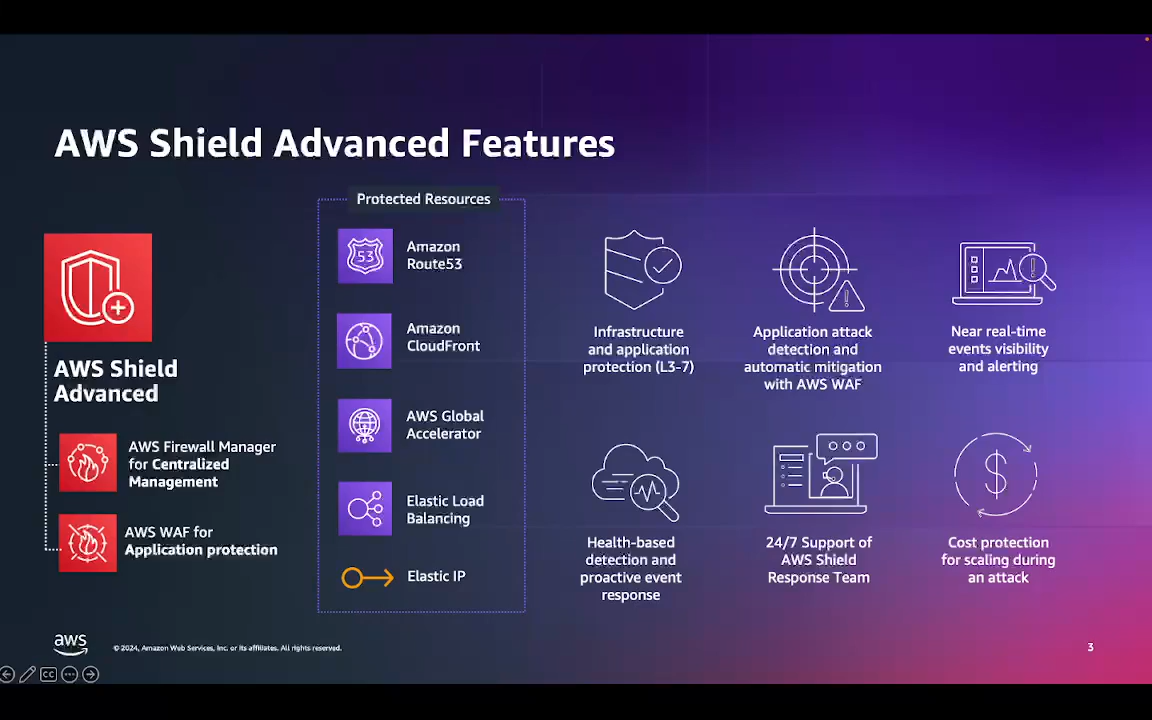 AWS Shield Advanced Features
AWS Shield
Advanced
AWS Firewall Manager
for Centralized
Management
AWS WAF for
Application protection
Protected Resources
53
Amazon
Route53
Amazon
CloudFront
AWS Global
Accelerator
Elastic Load
Balancing
Elastic IP
Infrastructure
and application
protection (L3-7)
Application attack
detection and
automatic mitigation
with AWS WAF
Near real-time
events visibility
and alerting
Health-based
detection and
proactive event
response
24/7 Support of
AWS Shield
Response Team
$
Cost protection
for scaling during
an attack
aws
© 2024, Amazon Web Services, Inc. or its affiliates. All rights reserved.
3
CC